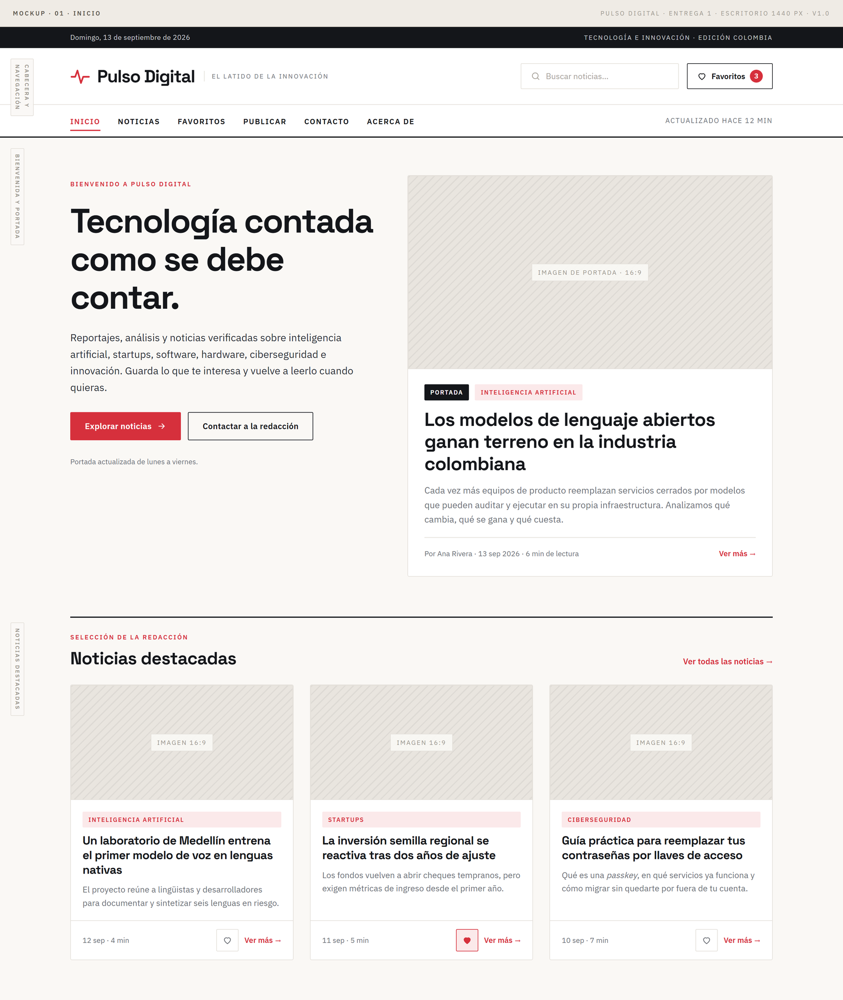 MOCKUP · 01 · INICIO
PULSO DIGITAL · ENTREGA 1 · ESCRITORIO 1440 PX · V1.0
Domingo, 13 de septiembre de 2026
TECNOLOGÍA E INNOVACIÓN · EDICIÓN COLOMBIA
CABECERA Y
NAVEGACIÓN
Pulso Digital
EL LATIDO DE LA INNOVACIÓN
Buscar noticias...
Favoritos 3
INICIO NOTICIAS FAVORITOS PUBLICAR CONTACTO ACERCA DE
ACTUALIZADO HACE 12 MIN
BIENVENIDA Y PORTADA
BIENVENIDO A PULSO DIGITAL
Tecnología contada
como se debe
contar.
Reportajes, análisis y noticias verificadas sobre inteligencia
artificial, startups, software, hardware, ciberseguridad e
innovación. Guarda lo que te interesa y vuelve a leerlo cuando
quieras.
Explorar noticias →
Contactar a la redacción
Portada actualizada de lunes a viernes.
IMAGEN DE PORTADA · 16:9
PORTADA
INTELIGENCIA ARTIFICIAL
Los modelos de lenguaje abiertos
ganan terreno en la industria
colombiana
Cada vez más equipos de producto reemplazan servicios cerrados por modelos
que pueden auditar y ejecutar en su propia infraestructura. Analizamos qué
cambia, qué se gana y qué cuesta.
Por Ana Rivera · 13 sep 2026 · 6 min de lectura
Ver más →
NOTICIAS DESTACADAS
SELECCIÓN DE LA REDACCIÓN
Noticias destacadas
Ver todas las noticias →
IMAGEN 16:9
INTELIGENCIA ARTIFICIAL
Un laboratorio de Medellín entrena
el primer modelo de voz en lenguas
nativas
El proyecto reúne a lingüistas y desarrolladores
para documentar y sintetizar seis lenguas en riesgo.
12 sep · 4 min
Ver más →
IMAGEN 16:9
STARTUPS
La inversión semilla regional se
reactiva tras dos años de ajuste
Los fondos vuelven a abrir cheques tempranos, pero
exigen métricas de ingreso desde el primer año.
11 sep · 5 min
Ver más →
IMAGEN 16:9
CIBERSEGURIDAD
Guía práctica para reemplazar tus
contraseñas por llaves de acceso
Qué es una passkey, en qué servicios ya funciona y
cómo migrar sin quedarte por fuera de tu cuenta.
10 sep · 7 min
Ver más →